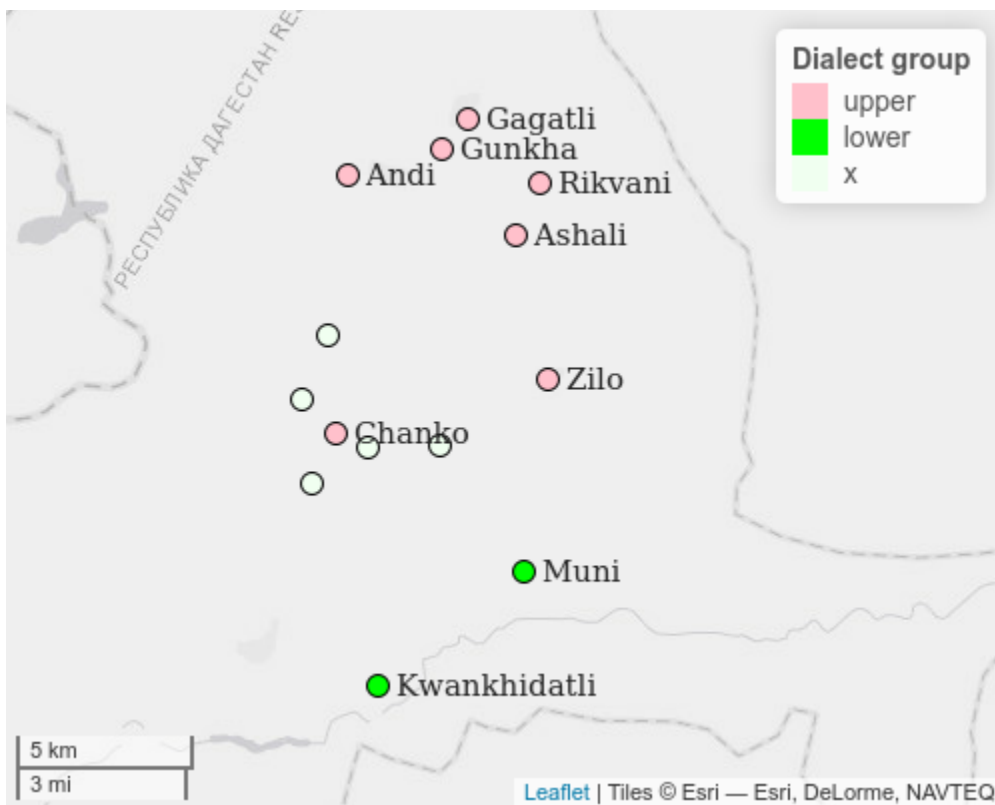 РЕСПУБЛИКА ДАГЕСТАН
Dialect group
upper
lower
x
Gagatli
Gunkha
Andi
Rikvani
Ashali
Zilo
Chanko
Muni
Kwankhidatli
5 km
3 mi
Leaflet | Tiles © Esri — Esri, DeLorme, NAVTEQ